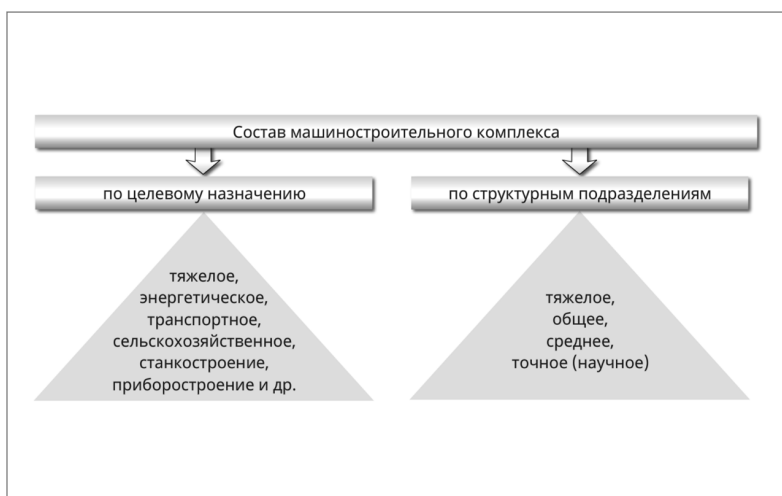 Состав машиностроительного комплекса
по целевому назначению
тяжелое,
энергетическое,
транспортное,
сельскохозяйственное,
станкостроение,
приборостроение и др.
по структурным подразделениям
тяжелое,
общее,
среднее,
точное (научное)